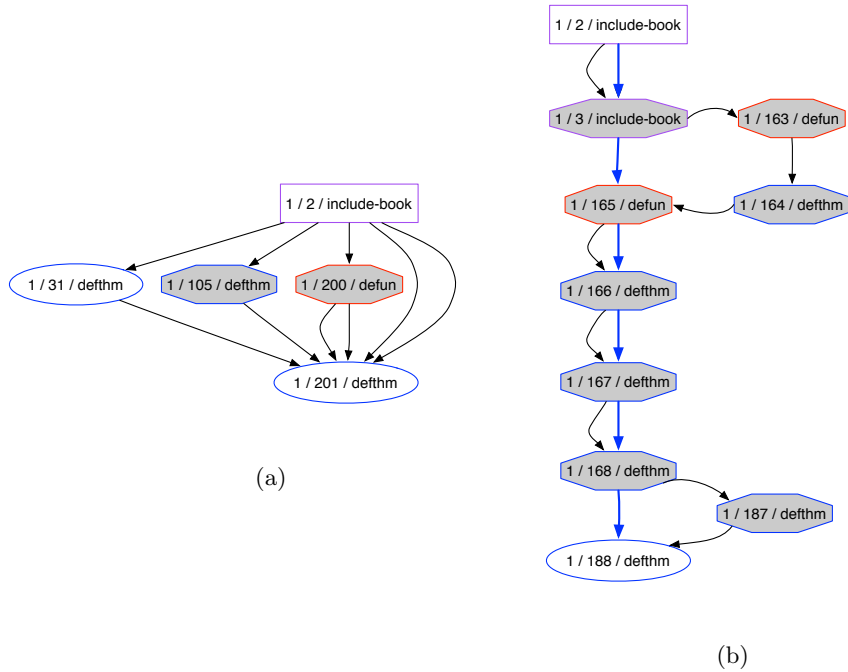 1 / 2 / include-book
1 / 31 / defthm
1 / 105 / defthm
1 / 200 / defun
1 / 201 / defthm
(a)
1 / 2 / include-book
1 / 3 / include-book
1 / 163 / defun
1 / 165 / defun
1 / 164 / defthm
1 / 166 / defthm
1 / 167 / defthm
1 / 168 / defthm
1 / 187 / defthm
1 / 188 / defthm
(b)